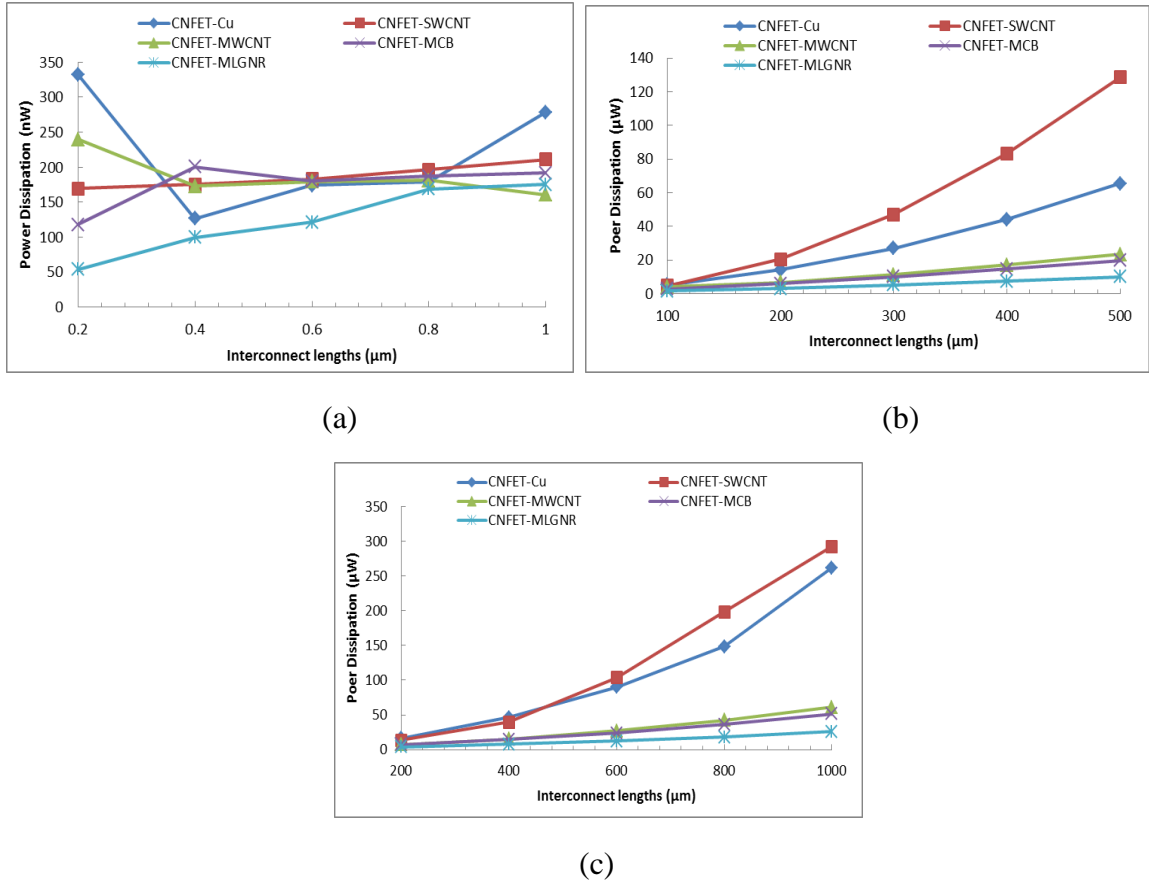 CNFET-Cu CNFET-SWCNT
CNFET-MWCNT CNFET-MCB
CNFET-MLGNR
Power Dissipation (nW)
350
300
250
200
150
100
50
0
0.2 0.4 0.6 0.8 1
Interconnect lengths (μm)
(a)
CNFET-Cu CNFET-SWCNT
CNFET-MWCNT CNFET-MCB
CNFET-MLGNR
Poer Dissipation (μW)
140
120
100
80
60
40
20
0
100 200 300 400 500
Interconnect lengths (μm)
(b)
CNFET-Cu CNFET-SWCNT
CNFET-MWCNT CNFET-MCB
CNFET-MLGNR
Poer Dissipation (μW)
350
300
250
200
150
100
50
0
200 400 600 800 1000
Interconnect lengths (μm)
(c)